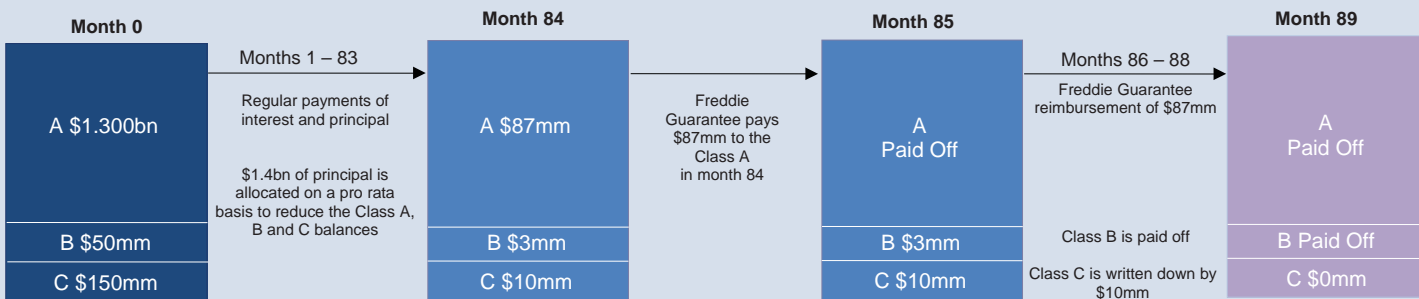 Month 0
A $1.300bn
B $50mm
C $150mm
Months 1 – 83
Regular payments of
interest and principal
$1.4bn of principal is
allocated on a pro rata
basis to reduce the Class A,
B and C balances
Month 84
A $87mm
B $3mm
C $10mm
Freddie
Guarantee pays
$87mm to the
Class A
in month 84
Month 85
A
Paid Off
B $3mm
C $10mm
Months 86 – 88
Freddie Guarantee
reimbursement of $87mm
Class B is paid off
Class C is written down by
$10mm
Month 89
A
Paid Off
B Paid Off
C $0mm